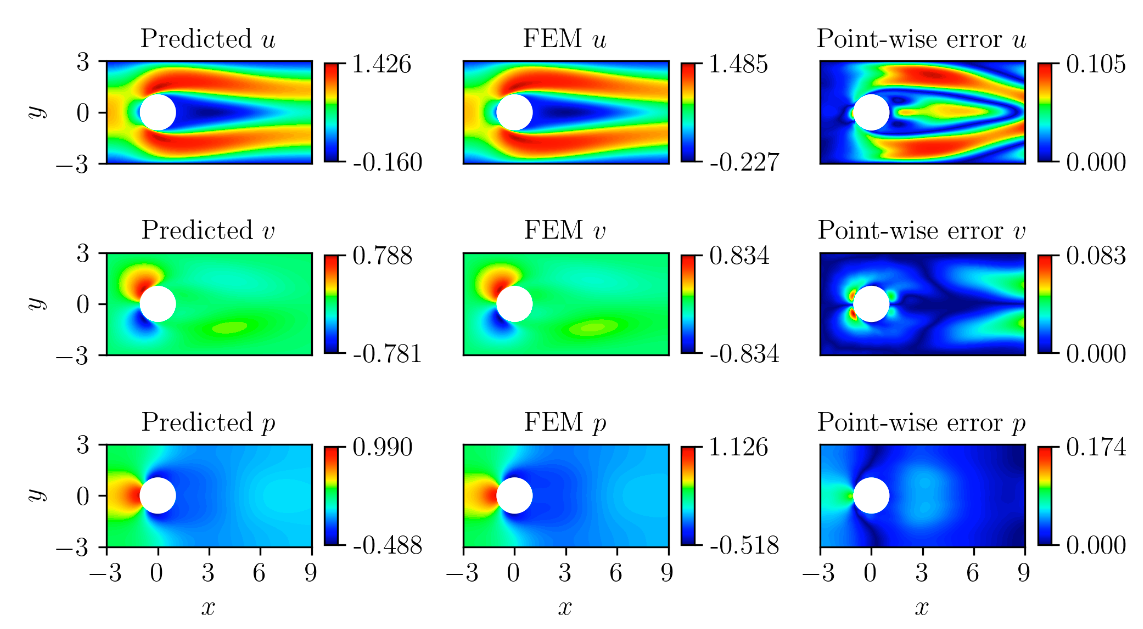 Predicted u
FEM u
Point-wise error u
3
0
−3
y
1.426
-0.160
1.485
-0.227
0.105
0.000
Predicted v
FEM v
Point-wise error v
3
0
−3
y
0.788
-0.781
0.834
-0.834
0.083
0.000
Predicted p
FEM p
Point-wise error p
3
0
−3
y
0.990
-0.488
1.126
-0.518
0.174
0.000
−3 0 3 6 9
−3 0 3 6 9
−3 0 3 6 9
x
x
x